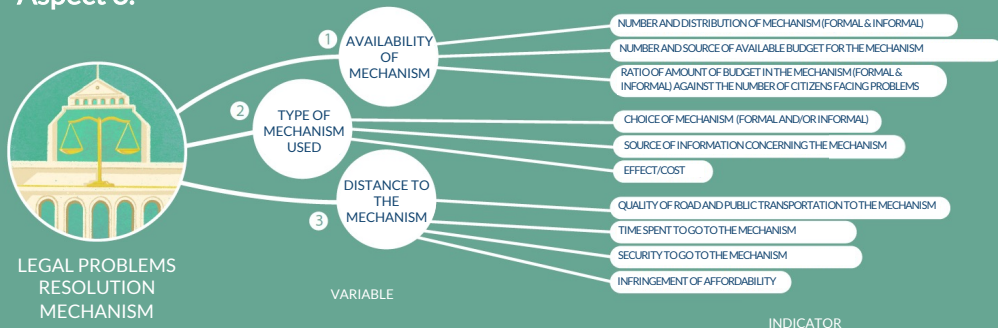 Aspect 6:
1
AVAILABILITY
OF
MECHANISM
NUMBER AND DISTRIBUTION OF MECHANISM (FORMAL & INFORMAL)
NUMBER AND SOURCE OF AVAILABLE BUDGET FOR THE MECHANISM
RATIO OF AMOUNT OF BUDGET IN THE MECHANISM (FORMAL &
INFORMAL) AGAINST THE NUMBER OF CITIZENS FACING PROBLEMS
2
TYPE OF
MECHANISM
USED
CHOICE OF MECHANISM (FORMAL AND/OR INFORMAL)
SOURCE OF INFORMATION CONCERNING THE MECHANISM
EFFECT/COST
3
DISTANCE TO
THE
MECHANISM
QUALITY OF ROAD AND PUBLIC TRANSPORTATION TO THE MECHANISM
TIME SPENT TO GO TO THE MECHANISM
SECURITY TO GO TO THE MECHANISM
INFRINGEMENT OF AFFORDABILITY
LEGAL PROBLEMS
RESOLUTION
MECHANISM
VARIABLE
INDICATOR